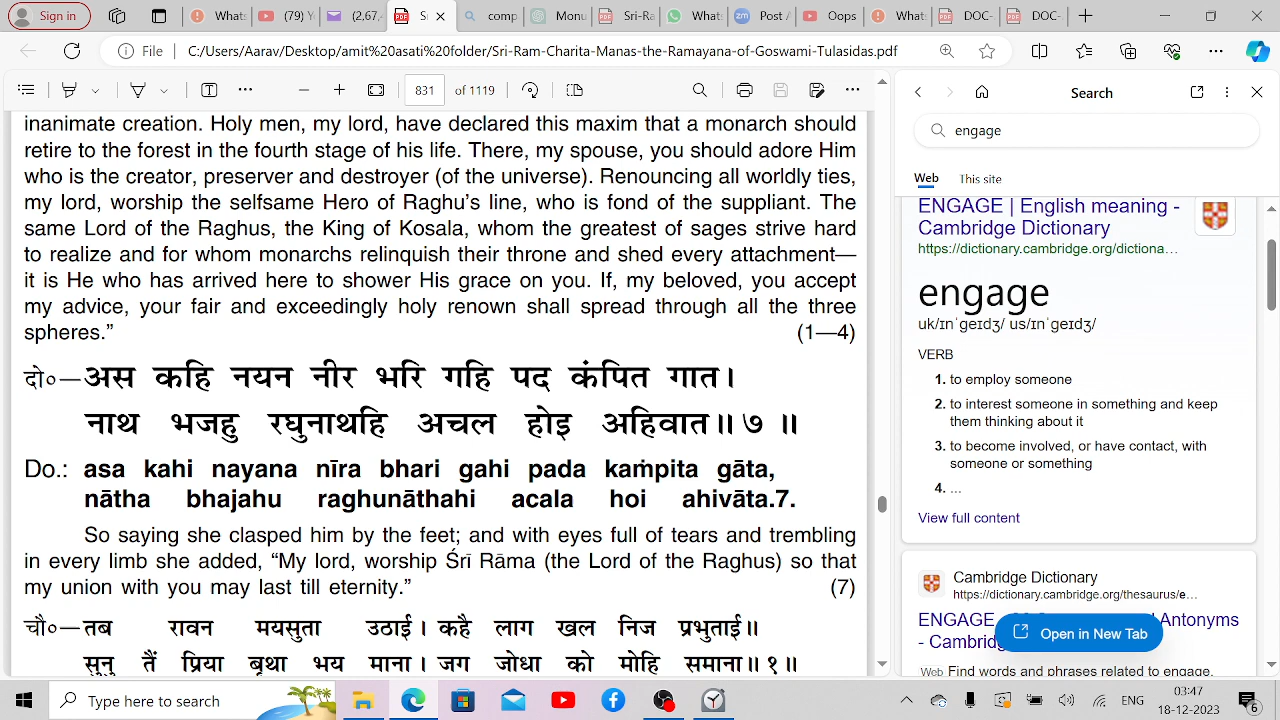 Sign in
Whats
(79) Y
(2,67
S
comp
Monu
Sri-Ra
Wha
Post /
Oops
Whats
DOC-
DOC-
File
C:/Users/Aarav/Desktop/amit%20asati%20folder/Sri-Ram-Charita-Manas-the-Ramayana-of-Goswami-Tulasidas.pdf
831 of 1119
inanimate creation. Holy men, my lord, have declared this maxim that a monarch should
retire to the forest in the fourth stage of his life. There, my spouse, you should adore Him
who is the creator, preserver and destroyer (of the universe). Renouncing all worldly ties,
my lord, worship the selfsame Hero of Raghu’s line, who is fond of the suppliant. The
same Lord of the Raghus, the King of Kosala, whom the greatest of sages strive hard
to realize and for whom monarchs relinquish their throne and shed every attachment—
it is He who has arrived here to shower His grace on you. If, my beloved, you accept
my advice, your fair and exceedingly holy renown shall spread through all the three
spheres.” (1—4)
दो०—अस कहि नयन नीर भरि गहि पद कंपित गात।
नाथ भजहु रघुनाथहि अचल होइ अहिवात॥ ७ ॥
Do.: asa kahi nayana nīra bhari gahi pada kaṁpita gāta,
nātha bhajahu raghunāthahi acala hoi ahivāta.7.
So saying she clasped him by the feet; and with eyes full of tears and trembling
in every limb she added, “My lord, worship Śrī Rāma (the Lord of the Raghus) so that
my union with you may last till eternity.” (7)
चौ०—तब रावन मयसुता उठाई। कहै लाग खल निज प्रभुताई॥
सुनु तैं प्रिया बृथा भय माना। जग जोधा को मोहि समाना॥ १॥
Search
engage
Web This site
ENGAGE | English meaning -
Cambridge Dictionary
https://dictionary.cambridge.org/dictiona…
engage
uk/ɪnˈɡeɪdʒ/ us/ɪnˈɡeɪdʒ/
VERB
1. to employ someone
2. to interest someone in something and keep
them thinking about it
3. to become involved, or have contact, with
someone or something
4. ...
View full content
Cambridge Dictionary
https://dictionary.cambridge.org/thesaurus/e…
ENGAGE Antonyms
- Cambridg
Open in New Tab
Web Find words and phrases related to engage,
Type here to search
ENG
03:47
18-12-2023
6